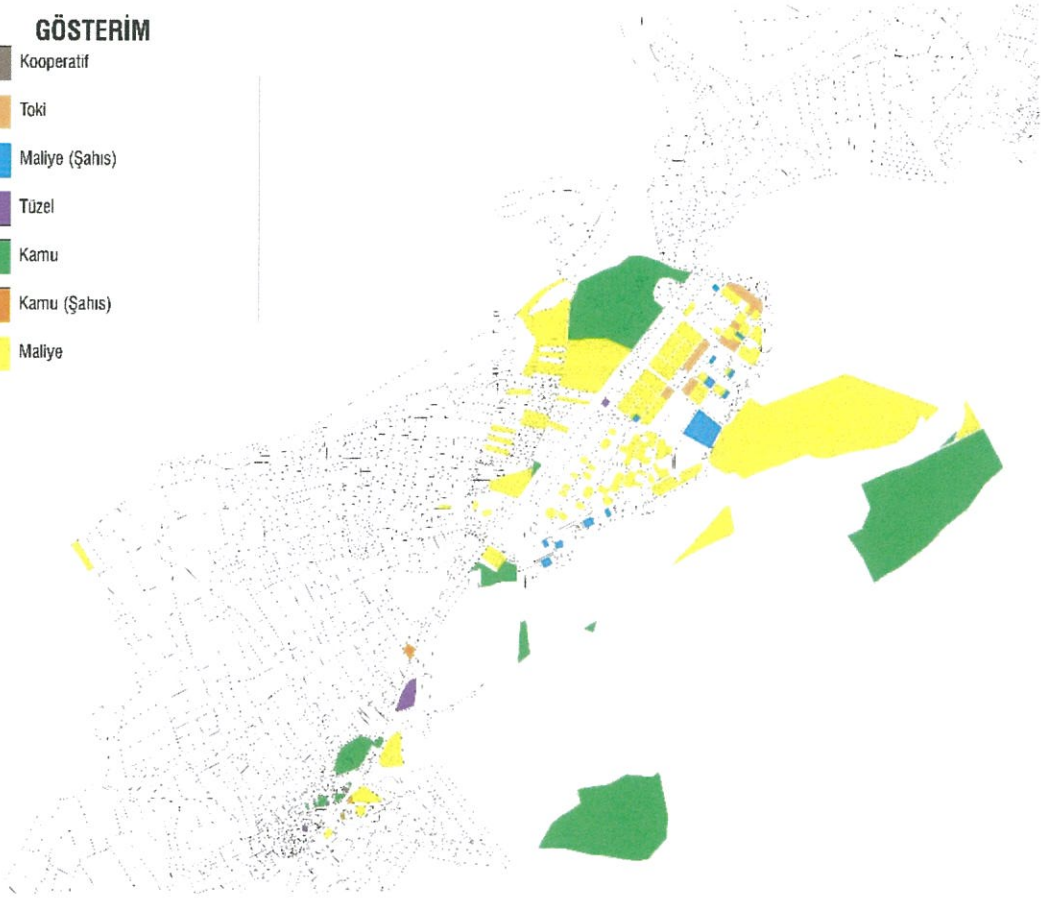 GÖSTERİM
Kooperatif
Toki
Maliye (Şahıs)
Tüzel
Kamu
Kamu (Şahıs)
Maliye